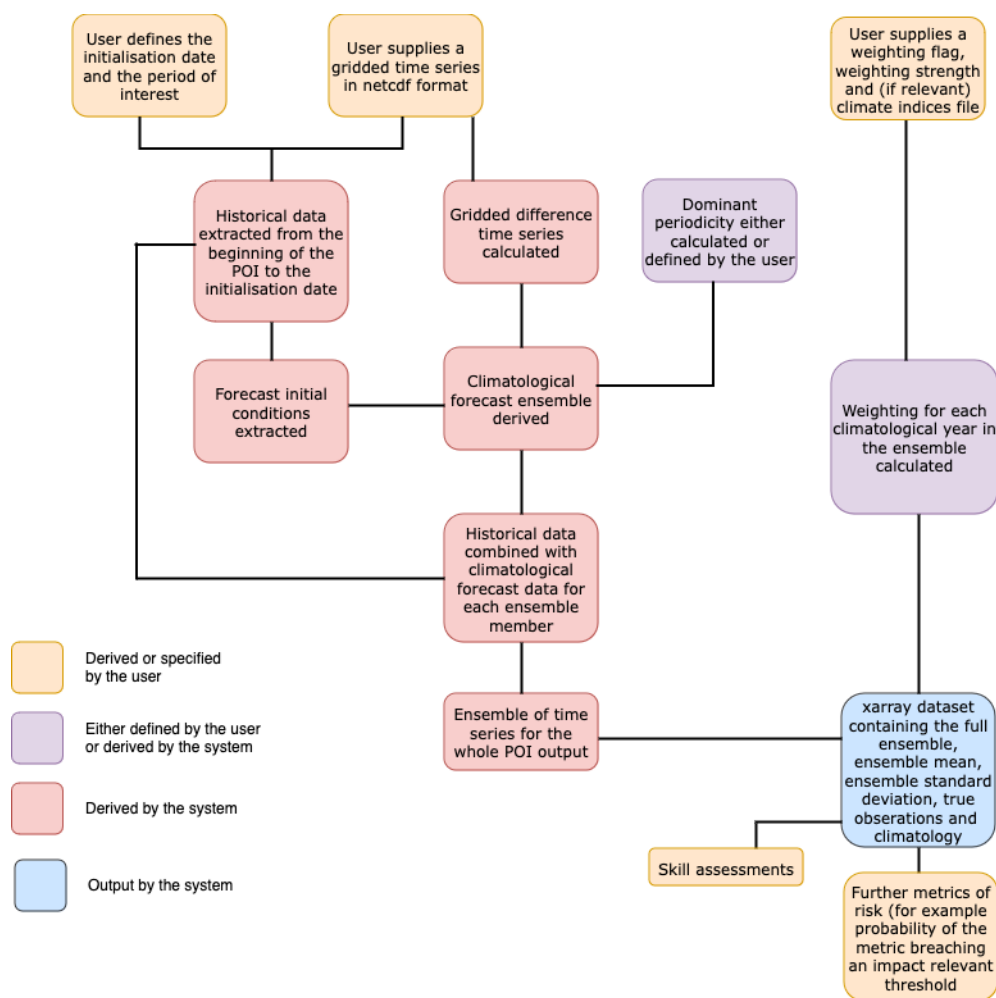 User defines the
initialisation date
and the period of
interest
User supplies a
gridded time series
in netcdf format
User supplies a
weighting flag,
weighting strength
and (if relevant)
climate indices file
Historical data
extracted from the
beginning of the
POI to the
initialisation date
Gridded difference
time series
calculated
Dominant
periodicity either
calculated or
defined by the user
Forecast initial
conditions
extracted
Climatological
forecast ensemble
derived
Weighting for each
climatological year in
the ensemble
calculated
Historical data
combined with
climatological
forecast data for
each ensemble
member
Derived or specified
by the user
Either defined by the user
or derived by the system
Derived by the system
Output by the system
Ensemble of time
series for the
whole POI output
xarray dataset
containing the full
ensemble,
ensemble mean,
ensemble standard
deviation, true
obserations and
climatology
Skill assessments
Further metrics of
risk (for example
probability of the
metric breaching
an impact relevant
threshold